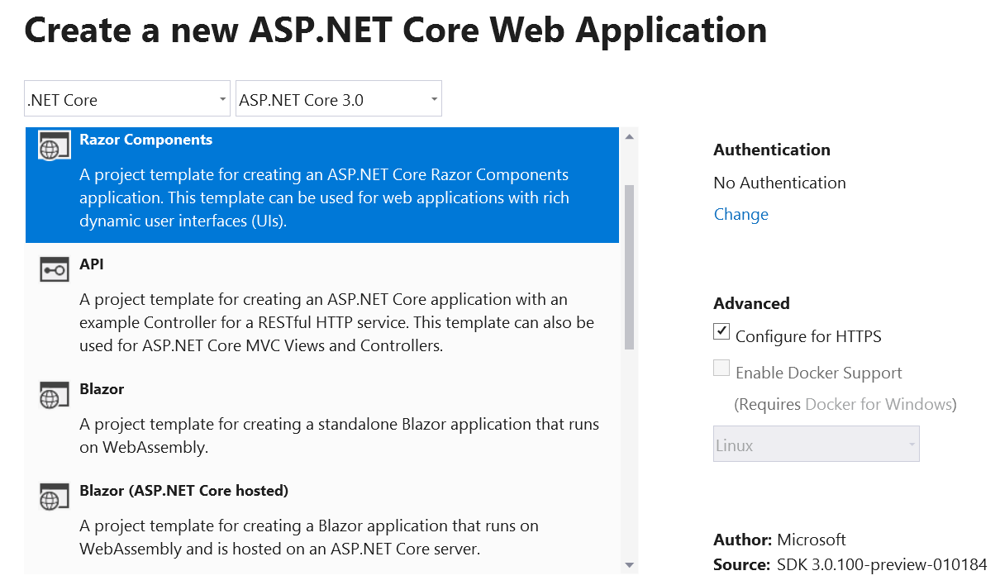 Create a new ASP.NET Core Web Application
.NET Core
ASP.NET Core 3.0
Razor Components
A project template for creating an ASP.NET Core Razor Components
application. This template can be used for web applications with rich
dynamic user interfaces (UIs).
API
A project template for creating an ASP.NET Core application with an
example Controller for a RESTful HTTP service. This template can also be
used for ASP.NET Core MVC Views and Controllers.
Blazor
A project template for creating a standalone Blazor application that runs
on WebAssembly.
Blazor (ASP.NET Core hosted)
A project template for creating a Blazor application that runs on
WebAssembly and is hosted on an ASP.NET Core server.
Authentication
No Authentication
Change
Advanced
Configure for HTTPS
Enable Docker Support
(Requires Docker for Windows)
Linux
Author: Microsoft
Source: SDK 3.0.100-preview-010184